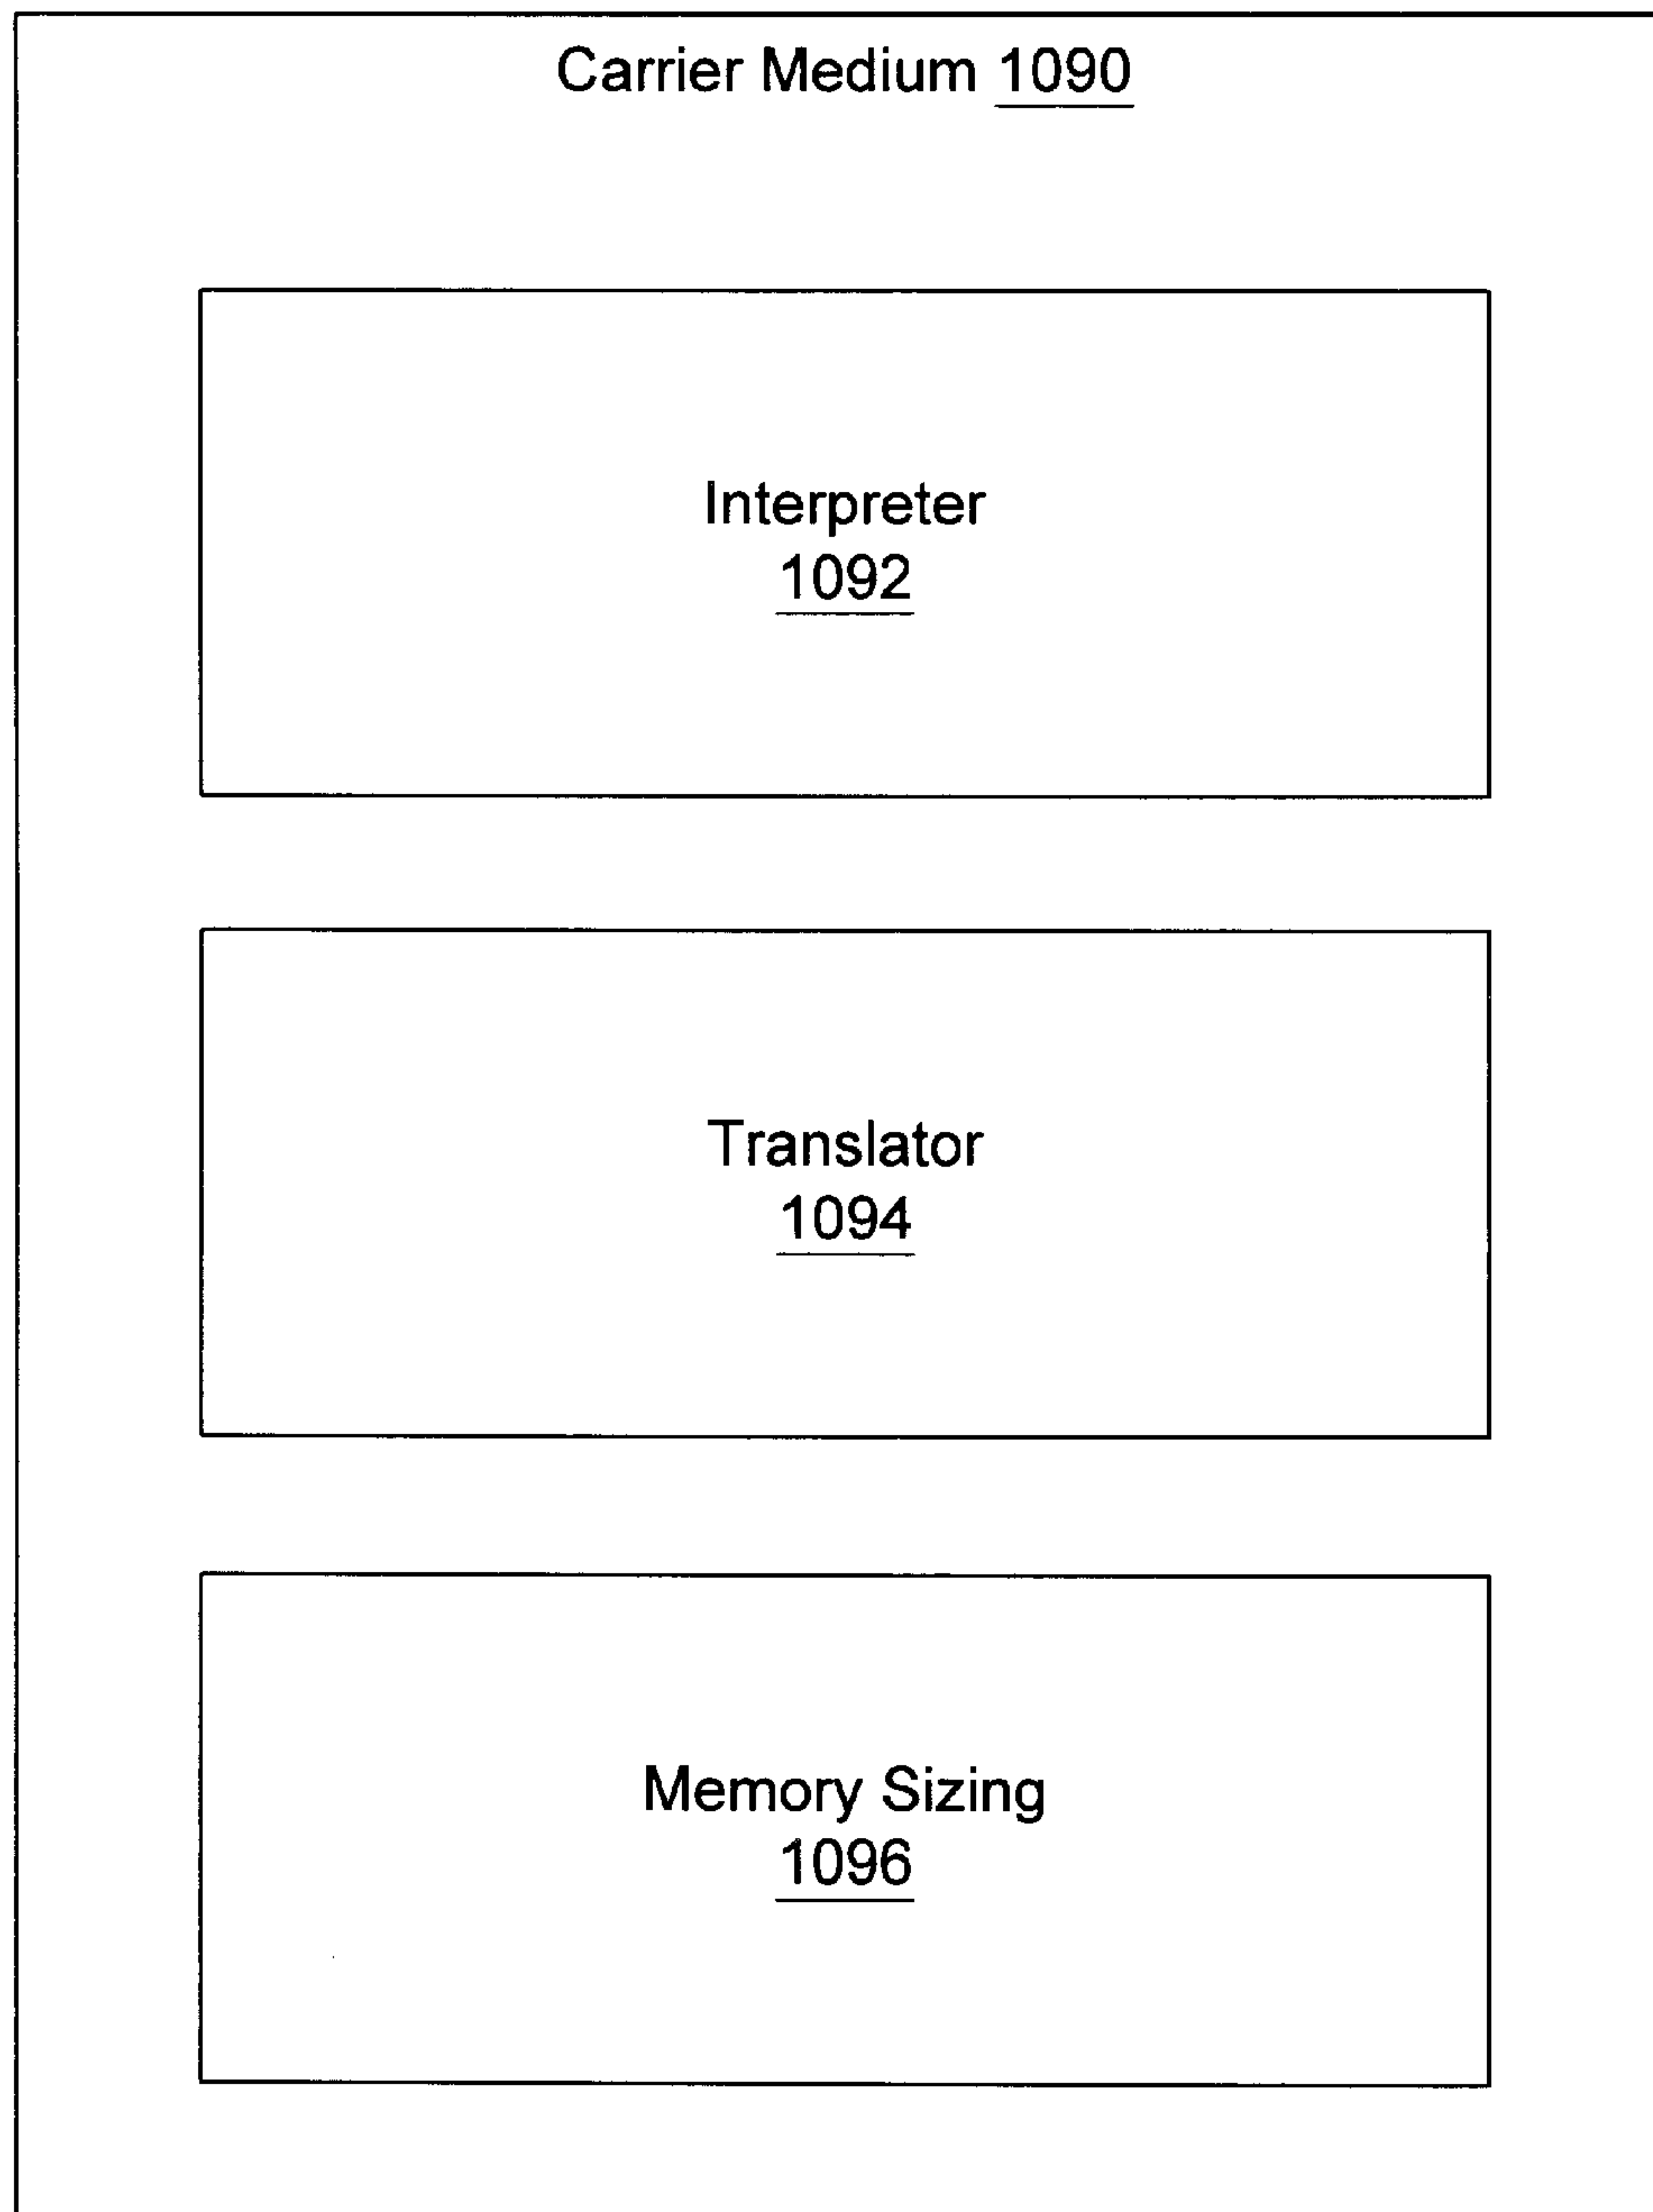 Carrier Medium 1090
Interpreter
1092
Translator
1094
Memory Sizing
1096